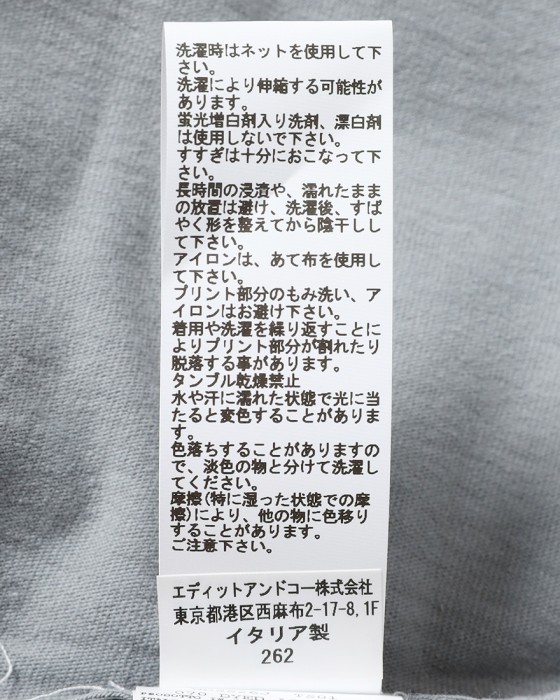 洗濯時はネットを使用して下
さい。
洗濯により伸縮する可能性が
あります。
蛍光増白剤入り洗剤、漂白剤
は使用しないで下さい。
すすぎは十分におこなって下
さい。
長時間の浸漬や、濡れたまま
の放置は避け、洗濯後、すば
やく形を整えてから陰干しし
て下さい。
アイロンは、あて布を使用し
て下さい。
プリント部分のもみ洗い、ア
イロンはお避け下さい。
着用や洗濯を繰り返すことに
よりプリント部分が割れたり
脱落する事があります。
タンブル乾燥禁止
水や汗に濡れた状態で光に当
たると変色することがありま
す。
色落ちすることがありますの
で、淡色の物と分けて洗濯し
てください。
摩擦(特に湿った状態での摩
擦)により、他の物に色移り
することがあります。
ご注意下さい。
エディットアンドコー株式会社
東京都港区西麻布2-17-8,1F
イタリア製
262